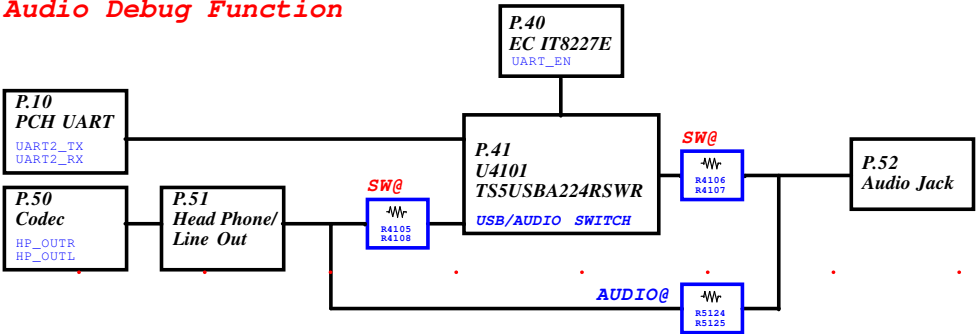 Audio Debug Function
P.40
EC IT8227E
UART_EN
P.10
PCH UART
UART2_TX
UART2_RX
P.41
U4101
TS5USBA224RSWR
USB/AUDIO SWITCH
SW@
R4106
R4107
P.52
Audio Jack
P.50
Codec
HP_OUTR
HP_OUTL
P.51
Head Phone/
Line Out
SW@
R4105
R4108
AUDIO@
R5124
R5125